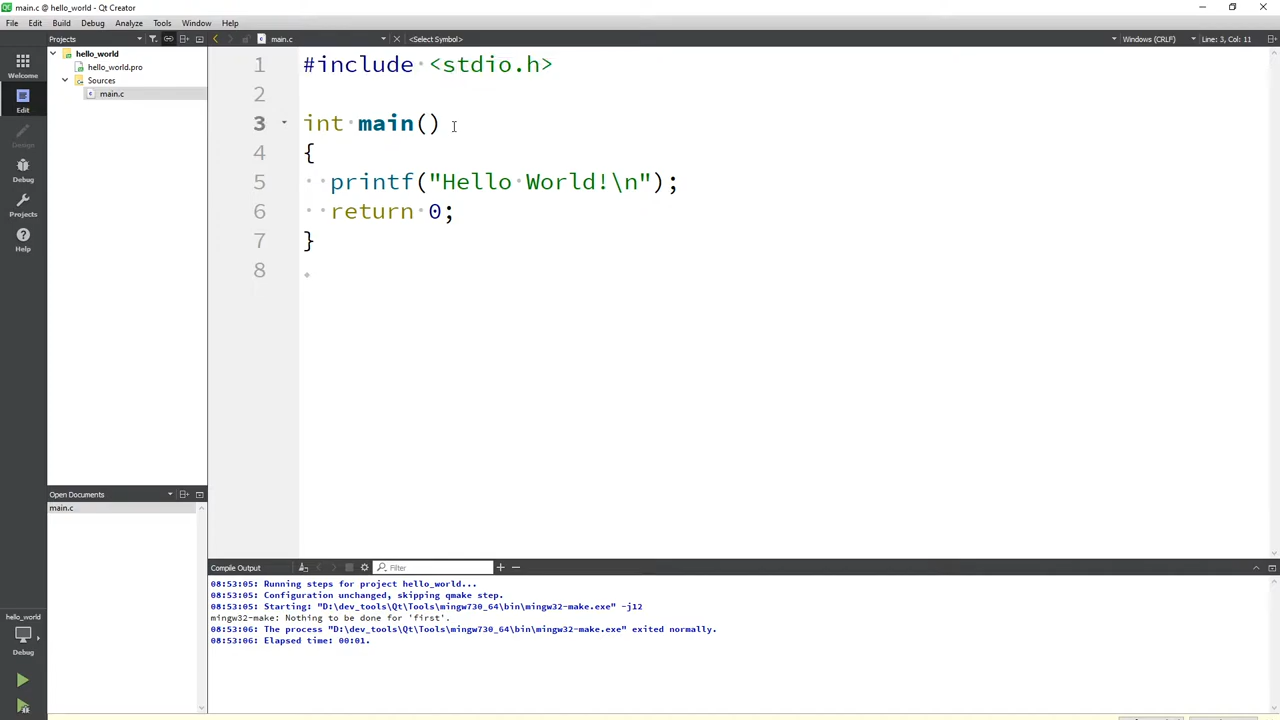 main.c @ hello_world - Qt Creator
File Edit Build Debug Analyze Tools Window Help
Projects
main.c
<Select Symbol>
Windows (CRLF)
Line: 3, Col: 11
Welcome
Edit
Design
Debug
Projects
Help
hello_world
hello_world.pro
Sources
main.c
1 #include <stdio.h>
2
3 int main()
4 {
5 printf("Hello World!\n");
6 return 0;
7 }
8
Open Documents
main.c
hello_world
Debug
Compile Output
Filter
08:53:05: Running steps for project hello_world...
08:53:05: Configuration unchanged, skipping qmake step.
08:53:05: Starting: "D:\dev_tools\Qt\Tools\mingw730_64\bin\mingw32-make.exe" -j12
mingw32-make: Nothing to be done for 'first'.
08:53:06: The process "D:\dev_tools\Qt\Tools\mingw730_64\bin\mingw32-make.exe" exited normally.
08:53:06: Elapsed time: 00:01.